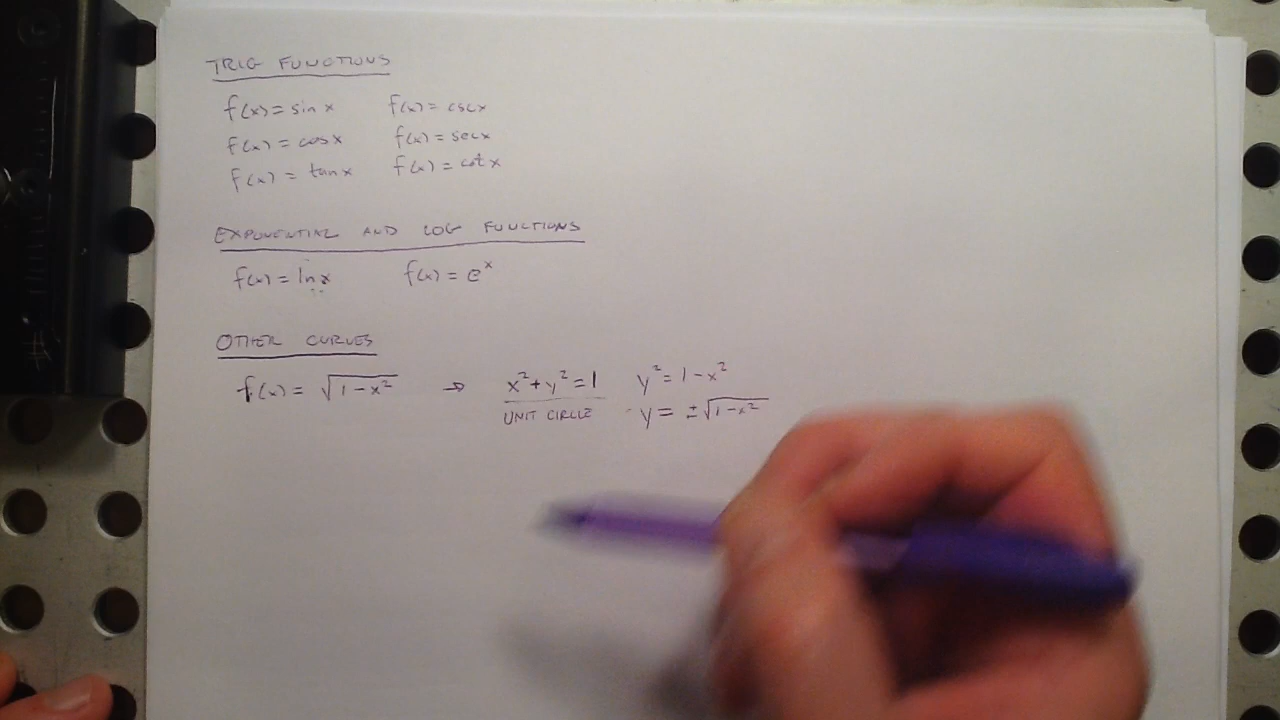 TRIG FUNCTIONS
f(x) = sin x f(x) = csc x
f(x) = cos x f(x) = sec x
f(x) = tan x f(x) = cot x
EXPONENTIAL AND LOG FUNCTIONS
f(x) = ln x f(x) = e^x
OTHER CURVES
f(x) = √(1-x²) → x² + y² = 1 y² = 1-x²
UNIT CIRCLE y = ±√(1-x²)